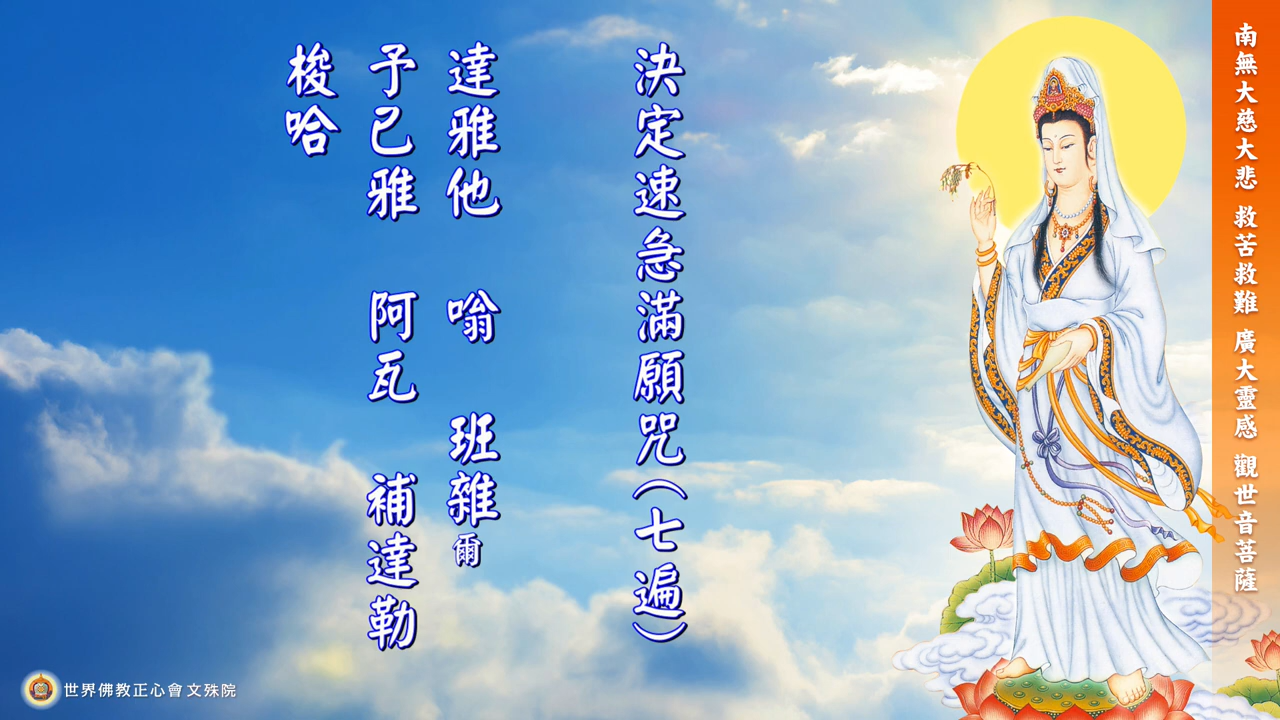 南無大慈大悲 救苦救難 廣大靈感 觀世音菩薩
決定速急滿願咒（七遍）
達雅他 嗡 班雜爾
予已雅 阿瓦 補達勒
梭哈
世界佛教正心會文殊院